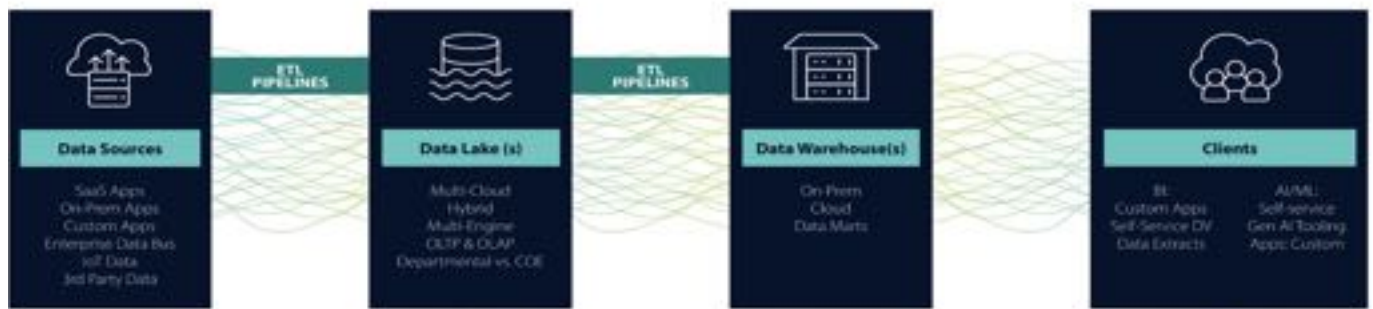 ETL
PIPELINES
ETL
PIPELINES
Data Sources
SaaS Apps
On-Prem Apps
Custom Apps
Enterprise Data Bus
IoT Data
3rd Party Data
Data Lake (s)
Multi-Cloud
Hybrid
Multi-Engine
OLTP & OLAP
Departmental vs. COE
Data Warehouse(s)
On-Prem
Cloud
Data Marts
Clients
BI:
Custom Apps
Self-Service DV
Data Extracts
AI/ML:
Self-service
Gen AI Tooling
Apps: Custom